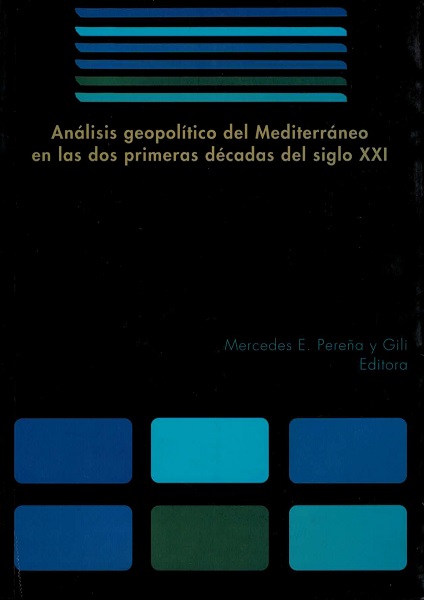 Análisis geopolítico del Mediterráneo
en las dos primeras décadas del siglo XXI
Mercedes E. Pereña y Gili
Editora